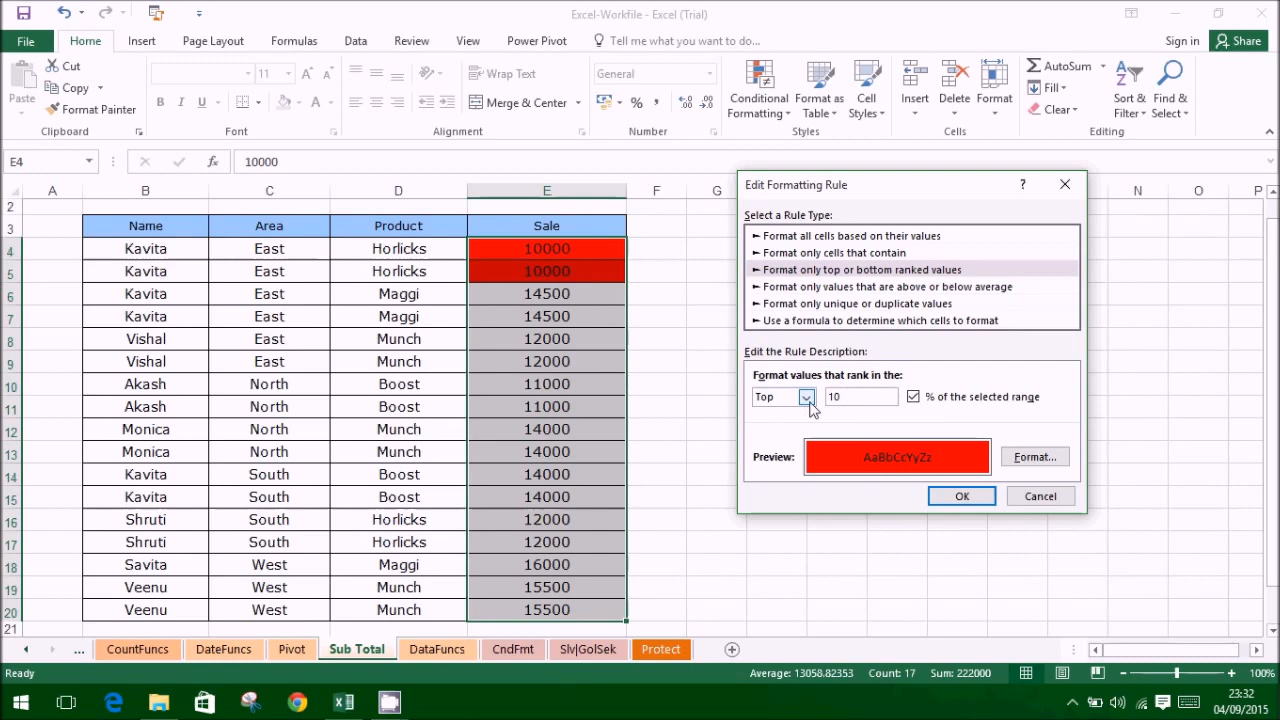 Excel-Workfile - Excel (Trial)
File Home Insert Page Layout Formulas Data Review View Power Pivot Tell me what you want to do... Sign in Share
Paste
Cut
Copy
Format Painter
Clipboard
11
B I U A
Font
Wrap Text
Merge & Center
Alignment
General
%
Number
Conditional Formatting
Format as Table
Cell Styles
Styles
Insert
Delete
Format
Cells
AutoSum
Fill
Clear
Sort & Filter
Find & Select
Editing
E4 fx 10000
A B C D E F G N O P
2
3 Name Area Product Sale
4 Kavita East Horlicks 10000
5 Kavita East Horlicks 10000
6 Kavita East Maggi 14500
7 Kavita East Maggi 14500
8 Vishal East Munch 12000
9 Vishal East Munch 12000
10 Akash North Boost 11000
11 Akash North Boost 11000
12 Monica North Munch 14000
13 Monica North Munch 14000
14 Kavita South Boost 14000
15 Kavita South Boost 14000
16 Shruti South Horlicks 12000
17 Shruti South Horlicks 12000
18 Savita West Maggi 16000
19 Veenu West Munch 15500
20 Veenu West Munch 15500
21
Edit Formatting Rule ?
Select a Rule Type:
► Format all cells based on their values
► Format only cells that contain
► Format only top or bottom ranked values
► Format only values that are above or below average
► Format only unique or duplicate values
► Use a formula to determine which cells to format
Edit the Rule Description:
Format values that rank in the:
Top 10 % of the selected range
Preview: AaBbCcYyZz Format...
OK Cancel
... CountFuncs DateFuncs Pivot Sub Total DataFuncs CndFmt Slv|GolSek Protect
Ready Average: 13058.82353 Count: 17 Sum: 222000 100%
23:32
04/09/2015